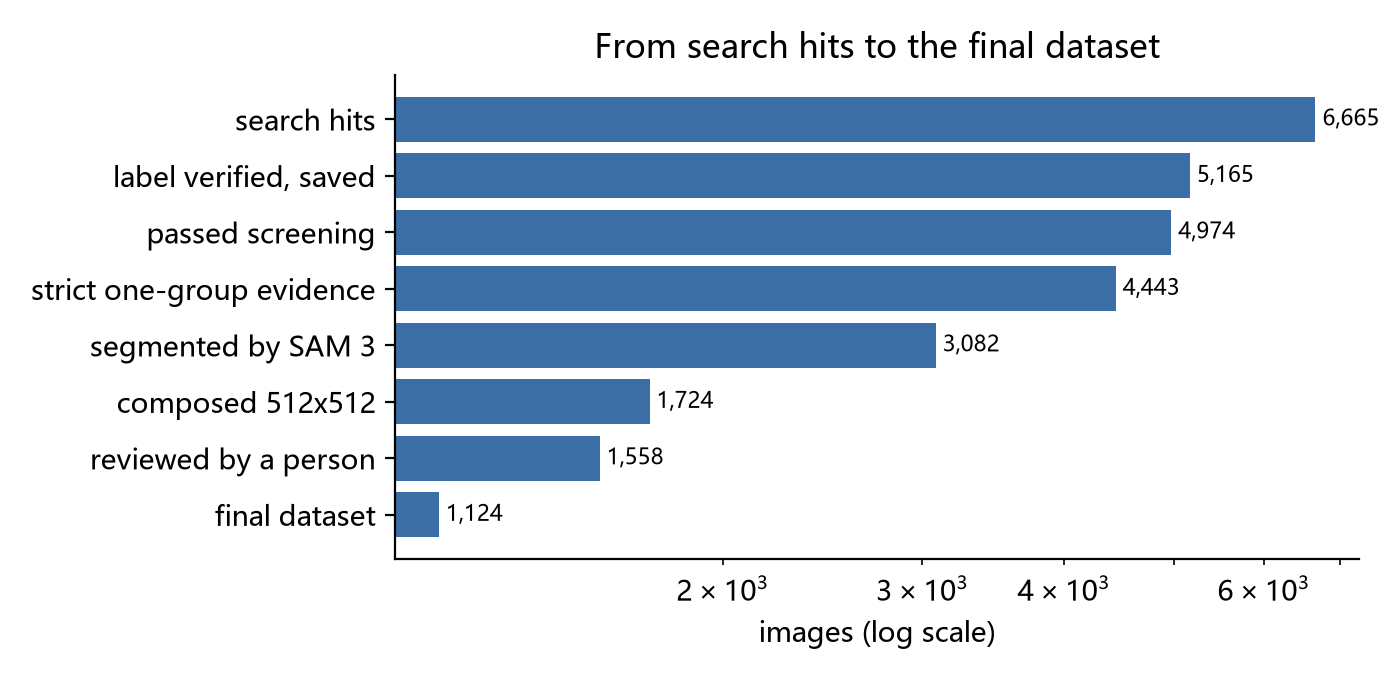 From search hits to the final dataset
search hits
6,665
label verified, saved
5,165
passed screening
4,974
strict one-group evidence
4,443
segmented by SAM 3
3,082
composed 512x512
1,724
reviewed by a person
1,558
final dataset
1,124
2 × 10³
3 × 10³
4 × 10³
6 × 10³
images (log scale)